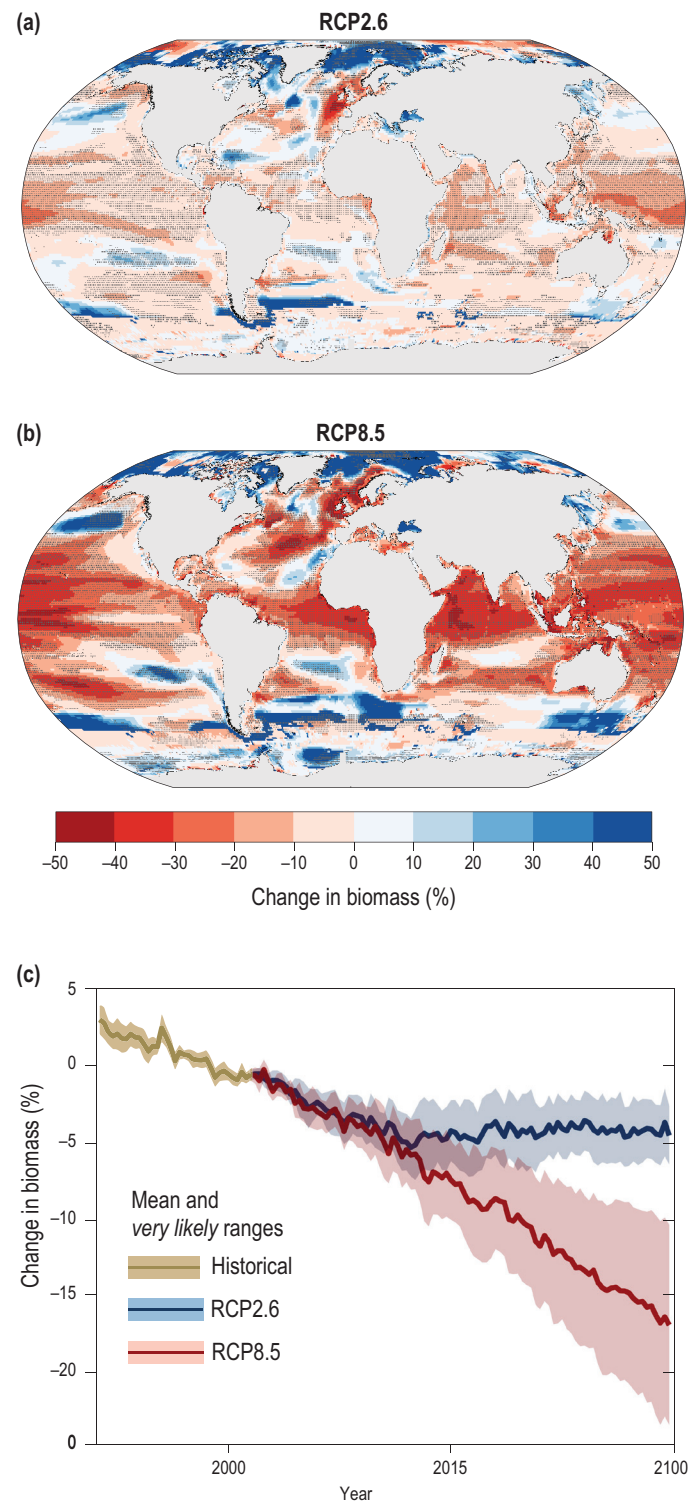 (a)
RCP2.6
(b)
RCP8.5
–50 –40 –30 –20 –10 0 10 20 30 40 50
Change in biomass (%)
(c)
5
0
–5
–10
–15
–20
0
Change in biomass (%)
Mean and
very likely ranges
Historical
RCP2.6
RCP8.5
2000 2015 2100
Year